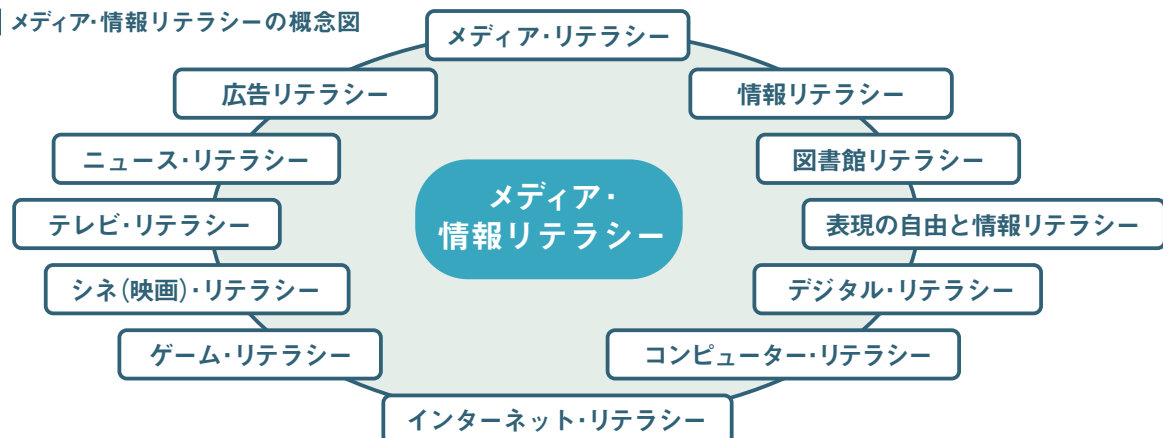 メディア・情報リテラシーの概念図
メディア・リテラシー
広告リテラシー
情報リテラシー
ニュース・リテラシー
図書館リテラシー
メディア・
情報リテラシー
テレビ・リテラシー
表現の自由と情報リテラシー
シネ(映画)・リテラシー
デジタル・リテラシー
ゲーム・リテラシー
コンピューター・リテラシー
インターネット・リテラシー